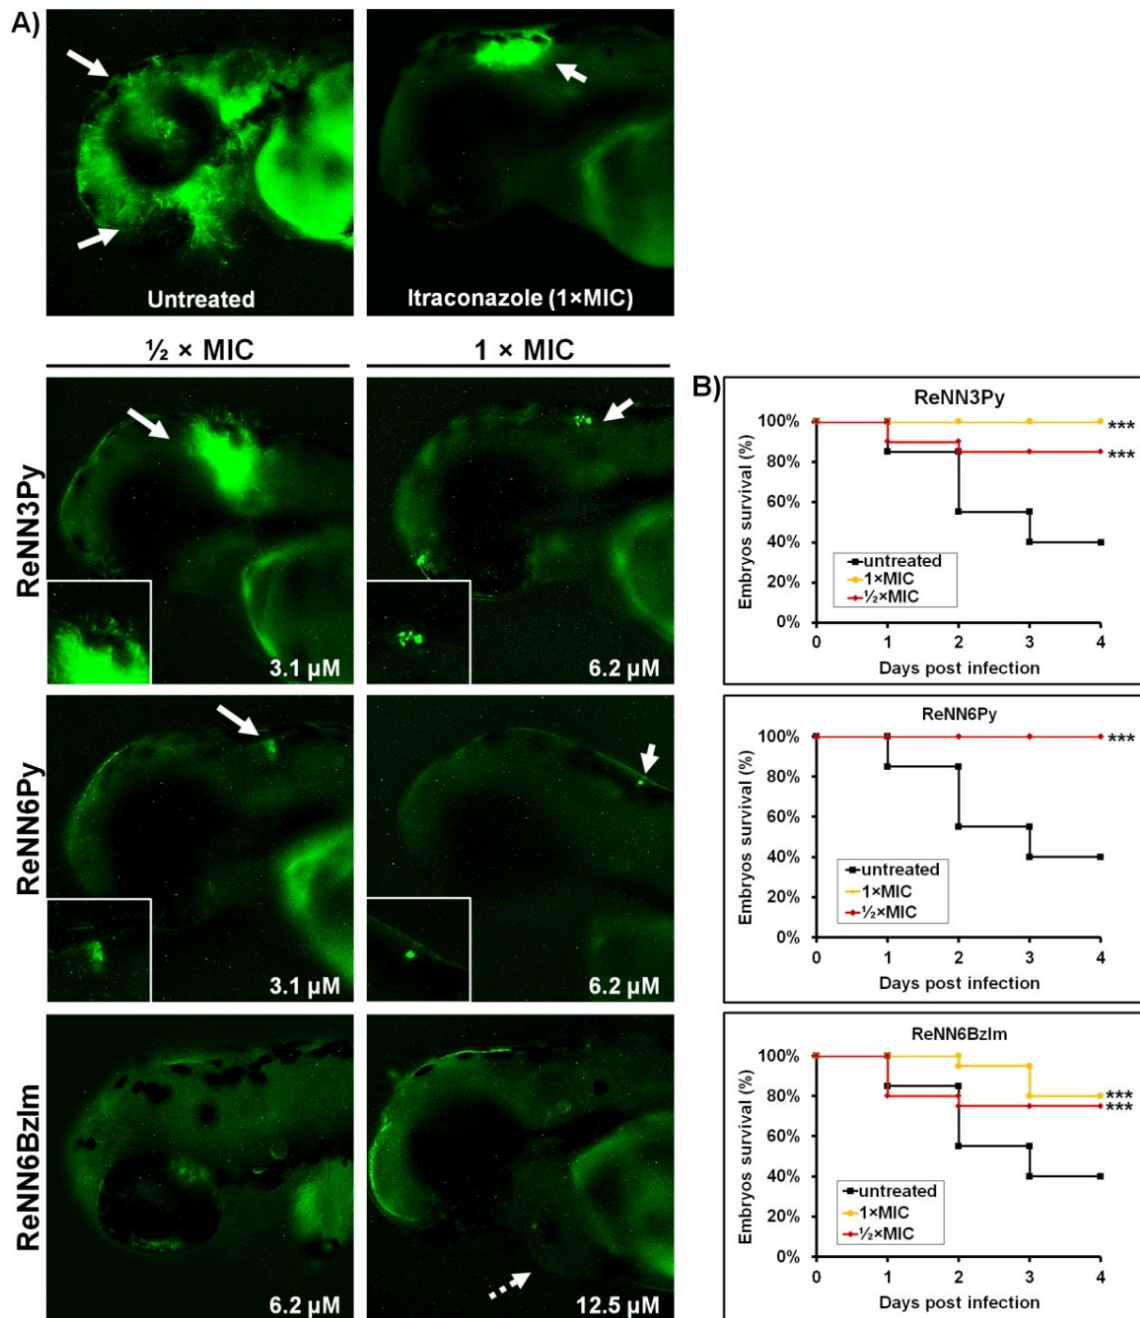 A)
Untreated
Itraconazole (1×MIC)
½ × MIC
1 × MIC
ReNN3Py
3.1 µM
6.2 µM
ReNN6Py
3.1 µM
6.2 µM
ReNN6BzIm
6.2 µM
12.5 µM
B)
ReNN3Py
Embryos survival (%)
100%
80%
60%
40%
20%
0%
***
***
untreated
1×MIC
½×MIC
0 1 2 3 4
Days post infection
ReNN6Py
Embryos survival (%)
100%
80%
60%
40%
20%
0%
***
untreated
1×MIC
½×MIC
0 1 2 3 4
Days post infection
ReNN6BzIm
Embryos survival (%)
100%
80%
60%
40%
20%
0%
***
***
untreated
1×MIC
½×MIC
0 1 2 3 4
Days post infection